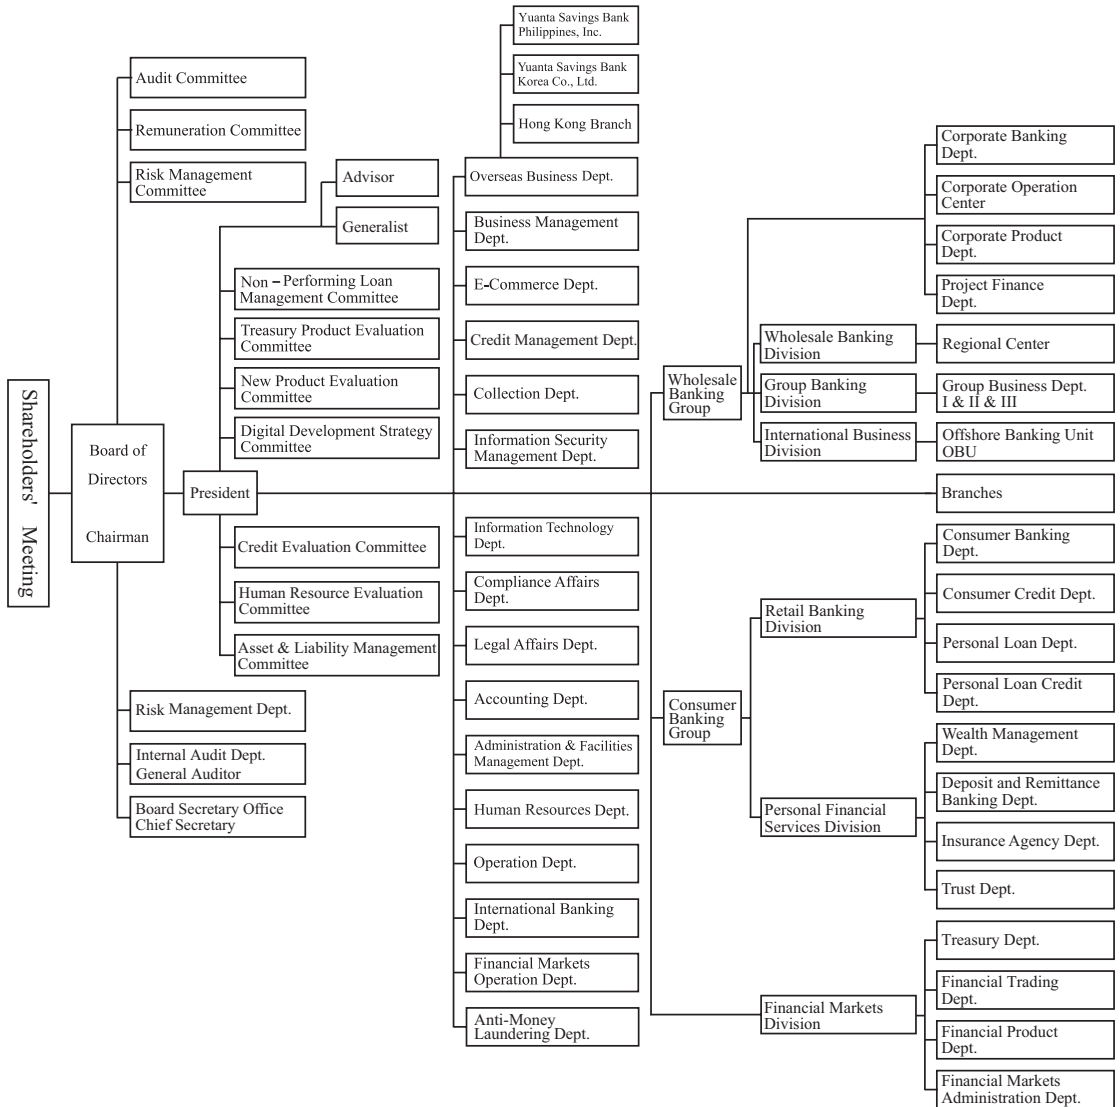 Shareholders' Meeting
Board of
Directors
Chairman
Audit Committee
Remuneration Committee
Risk Management
Committee
Risk Management Dept.
Internal Audit Dept.
General Auditor
Board Secretary Office
Chief Secretary
President
Advisor
Generalist
Non – Performing Loan
Management Committee
Treasury Product Evaluation
Committee
New Product Evaluation
Committee
Digital Development Strategy
Committee
Credit Evaluation Committee
Human Resource Evaluation
Committee
Asset & Liability Management
Committee
Yuanta Savings Bank
Philippines, Inc.
Yuanta Savings Bank
Korea Co., Ltd.
Hong Kong Branch
Overseas Business Dept.
Business Management
Dept.
E-Commerce Dept.
Credit Management Dept.
Collection Dept.
Information Security
Management Dept.
Information Technology
Dept.
Compliance Affairs
Dept.
Legal Affairs Dept.
Accounting Dept.
Administration & Facilities
Management Dept.
Human Resources Dept.
Operation Dept.
International Banking
Dept.
Financial Markets
Operation Dept.
Anti-Money
Laundering Dept.
Wholesale
Banking
Group
Corporate Banking
Dept.
Corporate Operation
Center
Corporate Product
Dept.
Project Finance
Dept.
Wholesale Banking
Division
Regional Center
Group Banking
Division
Group Business Dept.
I & II & III
International Business
Division
Offshore Banking Unit
OBU
Branches
Consumer
Banking
Group
Retail Banking
Division
Consumer Banking
Dept.
Consumer Credit Dept.
Personal Loan Dept.
Personal Loan Credit
Dept.
Personal Financial
Services Division
Wealth Management
Dept.
Deposit and Remittance
Banking Dept.
Insurance Agency Dept.
Trust Dept.
Financial Markets
Division
Treasury Dept.
Financial Trading
Dept.
Financial Product
Dept.
Financial Markets
Administration Dept.